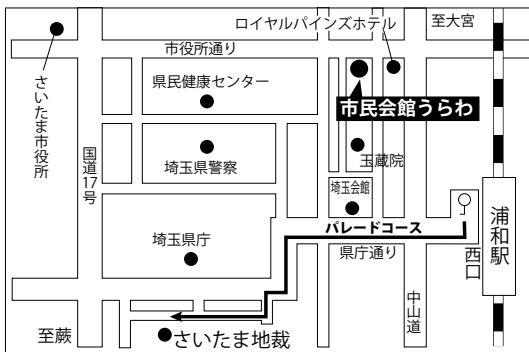 ロイヤルパインズホテル
至大宮
市役所通り
さいたま市役所
県民健康センター
市民会館うらわ
国道17号
玉蔵院
埼玉県警察
埼玉会館
パレードコース
浦和駅
埼玉県庁
県庁通り
西口
中山道
至蕨
さいたま地裁